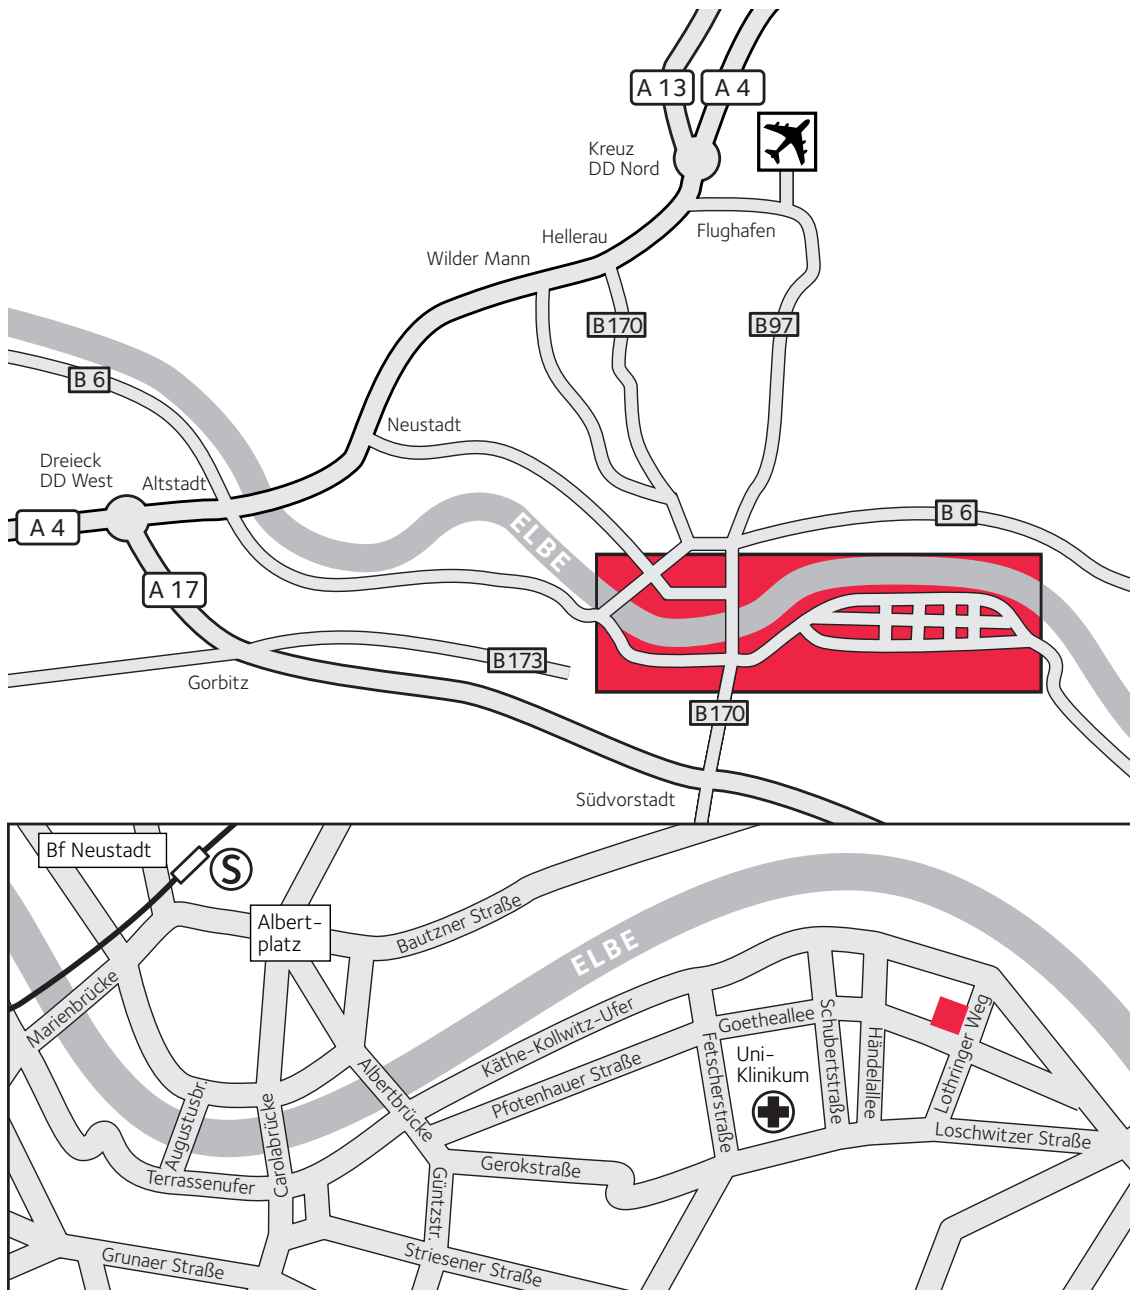 A 13
A 4
Kreuz
DD Nord
Flughafen
Hellerau
Wilder Mann
B170
B97
B 6
Neustadt
Dreieck
DD West
Altstadt
A 4
ELBE
B 6
A 17
B173
Gorbitz
B170
Südvorstadt
Bf Neustadt
S
Albert-
platz
Bautzner Straße
ELBE
Marienbrücke
Käthe-Kollwitz-Ufer
Goetheallee
Schubertstraße
Händelallee
Lothringer Weg
Pfotenhauer Straße
Fetscherstraße
Uni-
Klinikum
Albertbrücke
Augustusbr.
Carolabrücke
Loschwitzer Straße
Terrassenufer
Gerokstraße
Güntzstr.
Grunaer Straße
Striesener Straße